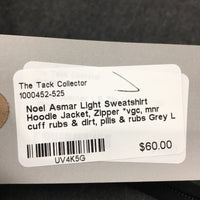 The Tack Collector
1000452-525
Noel Asmar Light Sweatshirt
Hoodie Jacket, Zipper *vgc, mnr
cuff rubs & dirt, pills & rubs Grey L
$60.00
UV4K5G